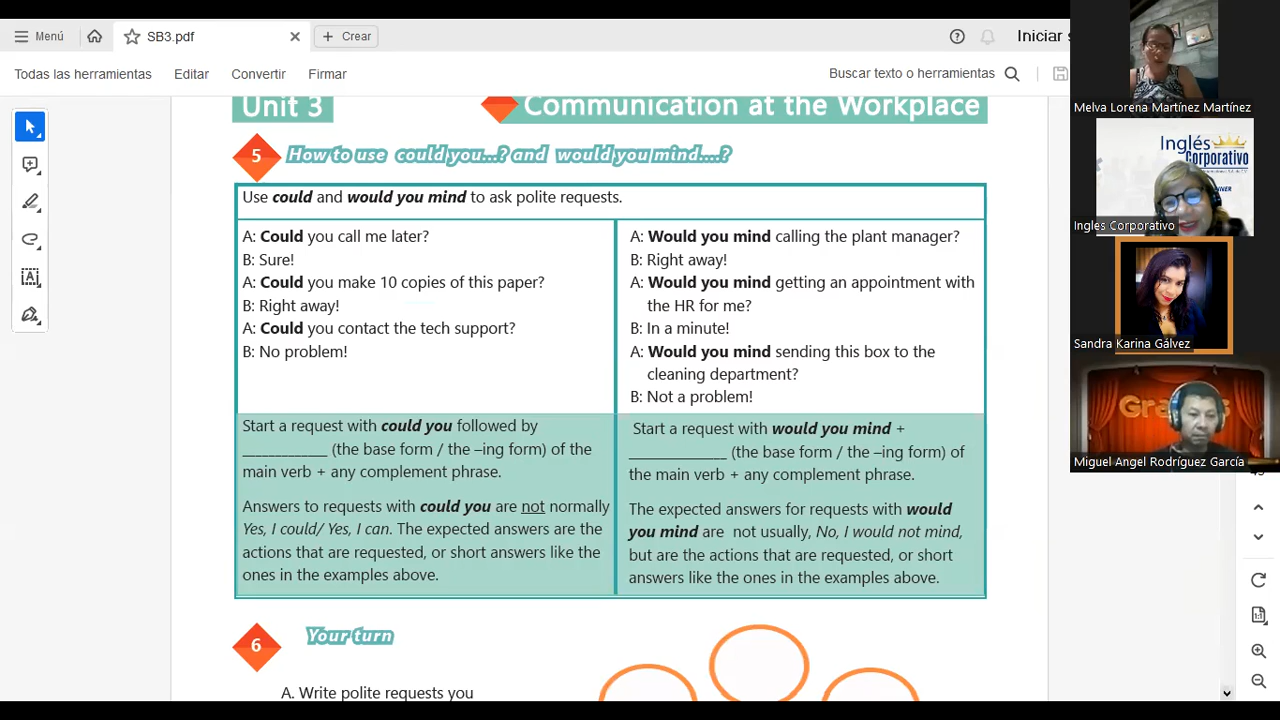 Menú
SB3.pdf
Crear
Iniciar s
Todas las herramientas
Editar
Convertir
Firmar
Buscar texto o herramientas
Unit 3
Communication at the Workplace
5
How to use could you...? and would you mind....?
Use could and would you mind to ask polite requests.
A: Could you call me later?
B: Sure!
A: Could you make 10 copies of this paper?
B: Right away!
A: Could you contact the tech support?
B: No problem!
A: Would you mind calling the plant manager?
B: Right away!
A: Would you mind getting an appointment with
the HR for me?
B: In a minute!
A: Would you mind sending this box to the
cleaning department?
B: Not a problem!
Start a request with could you followed by
_____________ (the base form / the –ing form) of the
main verb + any complement phrase.
Answers to requests with could you are not normally
Yes, I could/ Yes, I can. The expected answers are the
actions that are requested, or short answers like the
ones in the examples above.
Start a request with would you mind +
_______________ (the base form / the –ing form) of
the main verb + any complement phrase.
The expected answers for requests with would
you mind are not usually, No, I would not mind,
but are the actions that are requested, or short
answers like the ones in the examples above.
6
Your turn
A. Write polite requests you
Melva Lorena Martínez Martínez
Inglés
Corporativo
Ingles Corporativo
Sandra Karina Gálvez
Miguel Angel Rodríguez García